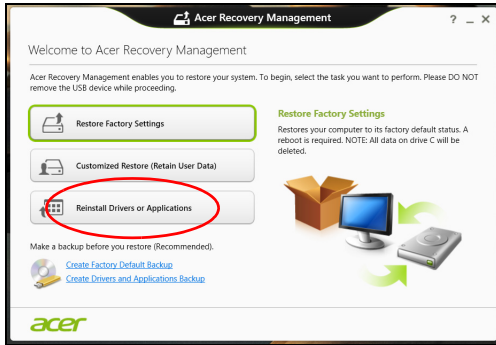 Acer Recovery Management
? _ X
Welcome to Acer Recovery Management
Acer Recovery Management enables you to restore your system. To begin, select the task you want to perform. Please DO NOT
remove the USB device while proceeding.
Restore Factory Settings
Customized Restore (Retain User Data)
Reinstall Drivers or Applications
Restore Factory Settings
Restores your computer to its factory default status. A
reboot is required. NOTE: All data on drive C will be
deleted.
Make a backup before you restore (Recommended).
Create Factory Default Backup
Create Drivers and Applications Backup
acer